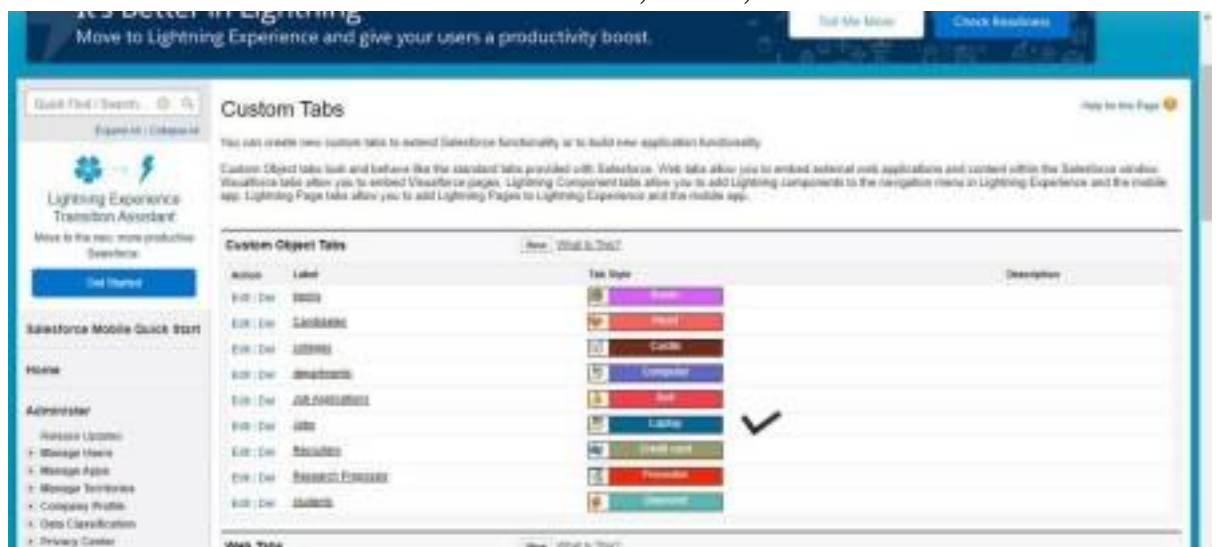 It's Better in Lightning
Move to Lightning Experience and give your users a productivity boost.
Tell Me More
Check Readiness
Quick Find / Search...
Expand All | Collapse All
Lightning Experience
Transition Assistant
Move to the new, more productive
Salesforce
Get Started
Salesforce Mobile Quick Start
Home
Administer
Release Updates
Manage Users
Manage Apps
Manage Territories
Company Profile
Data Classification
Privacy Center
Custom Tabs
Help for this Page
You can create new custom tabs to extend Salesforce functionality or to build new application functionality.
Custom Object tabs look and behave like the standard tabs provided with Salesforce. Web tabs allow you to embed external web applications and content within the Salesforce window.
Visualforce tabs allow you to embed Visualforce pages. Lightning Component tabs allow you to add Lightning components to the navigation menu in Lightning Experience and the mobile
app. Lightning Page tabs allow you to add Lightning Pages to Lightning Experience and the mobile app.
Custom Object Tabs New What Is This?
Action Label Tab Style Description
Edit | Del books
Edit | Del Candidates Heart
Edit | Del colleges Castle
Edit | Del departments Computer
Edit | Del Job Applications Bell
Edit | Del Jobs Laptop
Edit | Del Recruiters Credit card
Edit | Del Research Proposals Presenter
Edit | Del students Diamond
Web Tabs New What Is This?